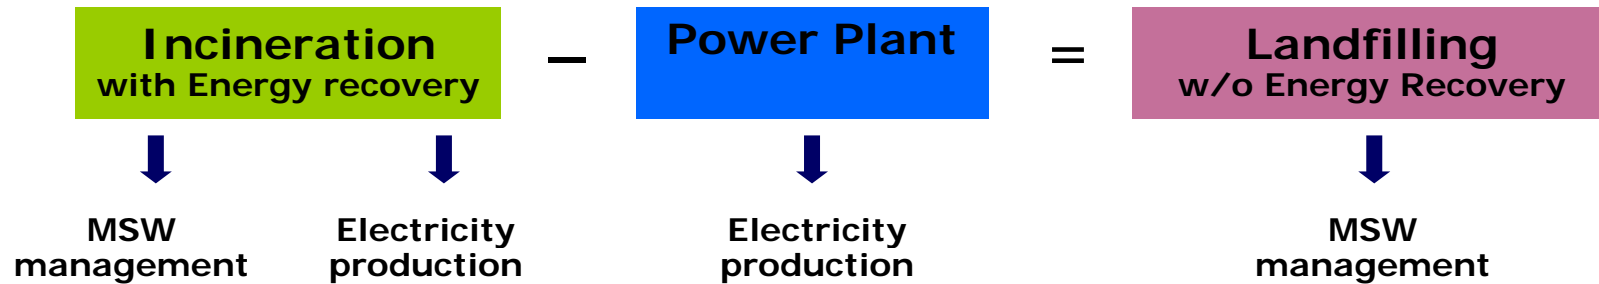 Incineration
with Energy recovery
–
Power Plant
=
Landfilling
w/o Energy Recovery
MSW
management
Electricity
production
Electricity
production
MSW
management